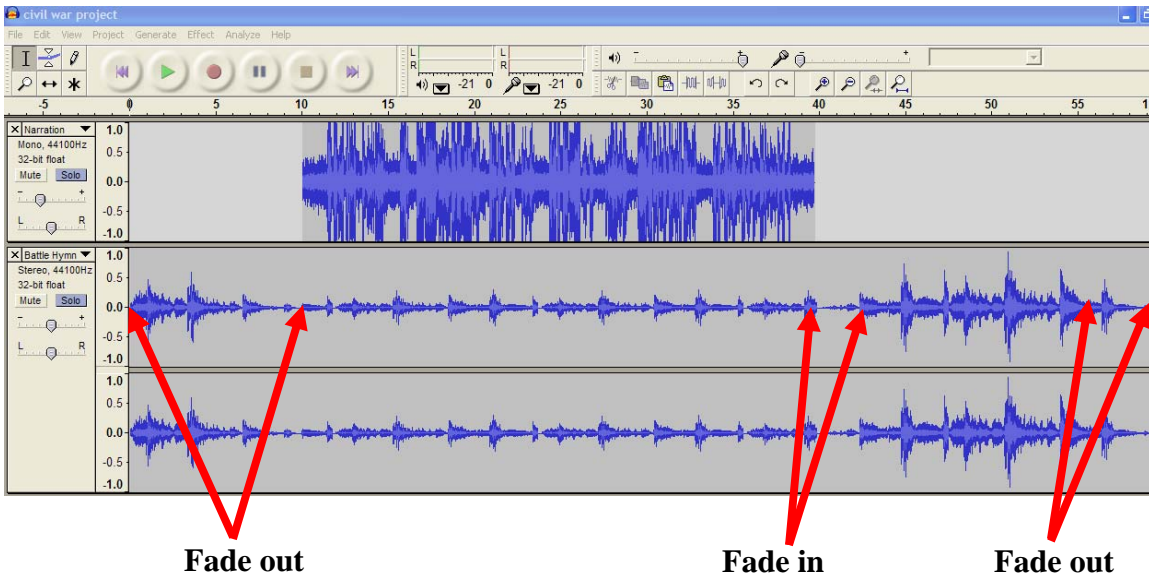 civil war project
File Edit View Project Generate Effect Analyze Help
L
R
-21 0
L
R
-21 0
- +
- +
-5 0 5 10 15 20 25 30 35 40 45 50 55
Narration
Mono, 44100Hz
32-bit float
Mute Solo
- +
L R
1.0
0.5
0.0
-0.5
-1.0
Battle Hymn
Stereo, 44100Hz
32-bit float
Mute Solo
- +
L R
1.0
0.5
0.0
-0.5
-1.0
1.0
0.5
0.0
-0.5
-1.0
Fade out Fade in Fade out